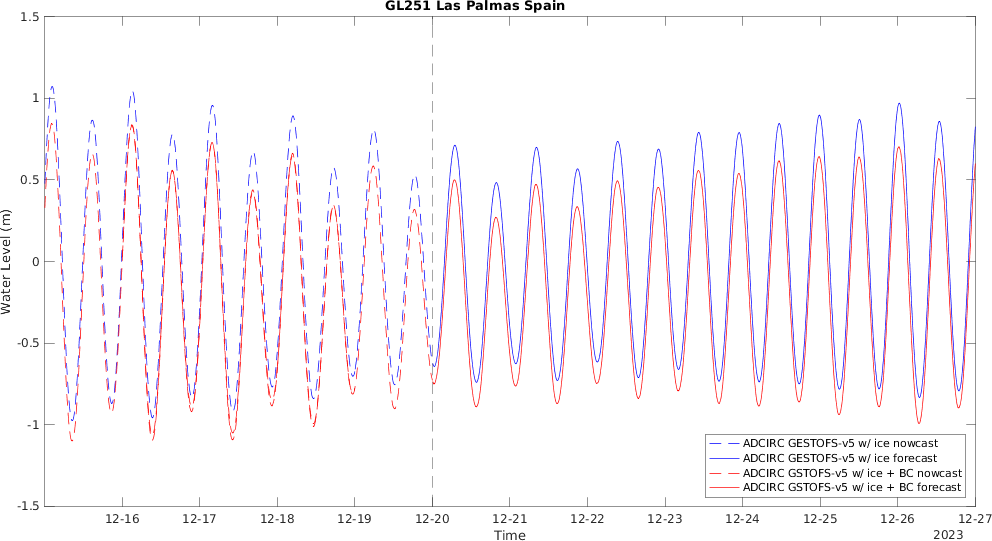 GL251 Las Palmas Spain
1.5
1
0.5
0
-0.5
-1
-1.5
Water Level (m)
12-16 12-17 12-18 12-19 12-20 12-21 12-22 12-23 12-24 12-25 12-26 12-27
Time
2023
ADCIRC GESTOFS-v5 w/ ice nowcast
ADCIRC GESTOFS-v5 w/ ice forecast
ADCIRC GSTOFS-v5 w/ ice + BC nowcast
ADCIRC GSTOFS-v5 w/ ice + BC forecast